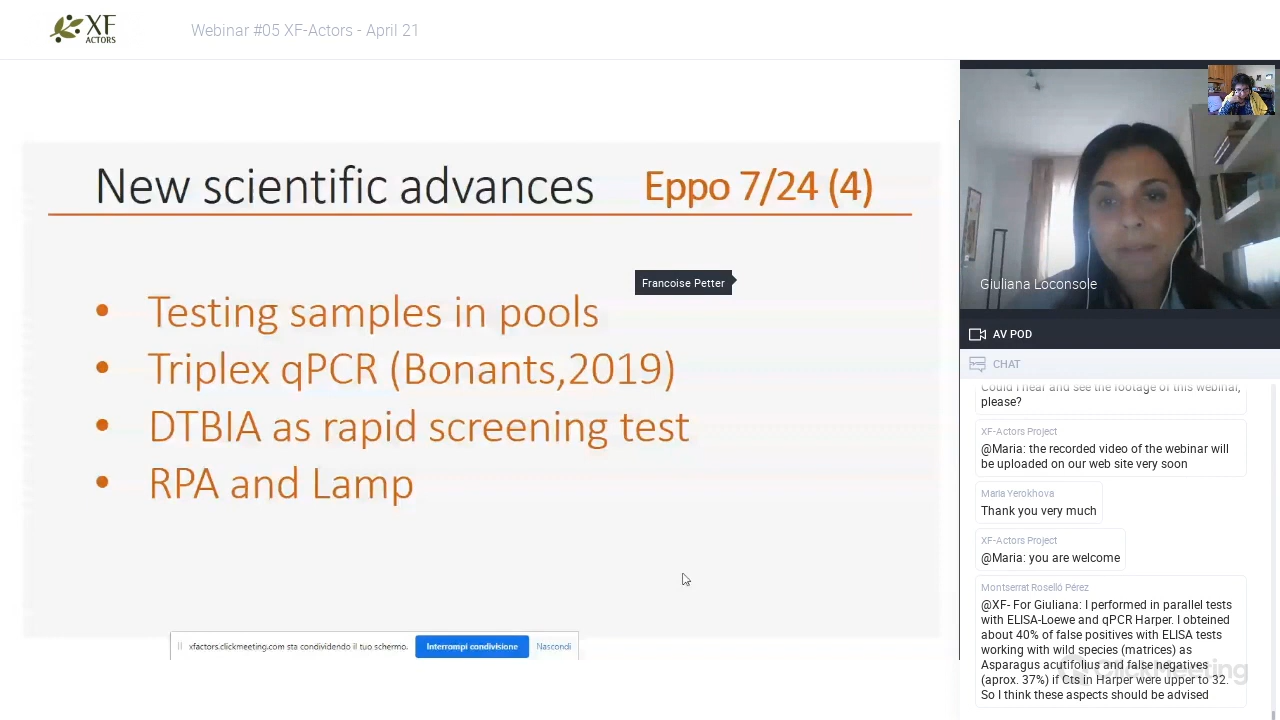 XF
ACTORS
Webinar #05 XF-Actors - April 21
New scientific advances Eppo 7/24 (4)
Francoise Petter
• Testing samples in pools
• Triplex qPCR (Bonants,2019)
• DTBIA as rapid screening test
• RPA and Lamp
xfactors.clickmeeting.com sta condividendo il tuo schermo. Interrompi condivisione Nascondi
Giuliana Loconsole
AV POD
CHAT
Could I hear and see the footage of this webinar,
please?
XF-Actors Project
@Maria: the recorded video of the webinar will
be uploaded on our web site very soon
Maria Yerokhova
Thank you very much
XF-Actors Project
@Maria: you are welcome
Montserrat Roselló Pérez
@XF- For Giuliana: I performed in parallel tests
with ELISA-Loewe and qPCR Harper. I obteined
about 40% of false positives with ELISA tests
working with wild species (matrices) as
Asparagus acutifolius and false negatives
(aprox. 37%) if Cts in Harper were upper to 32.
So I think these aspects should be advised
ClickMeeting